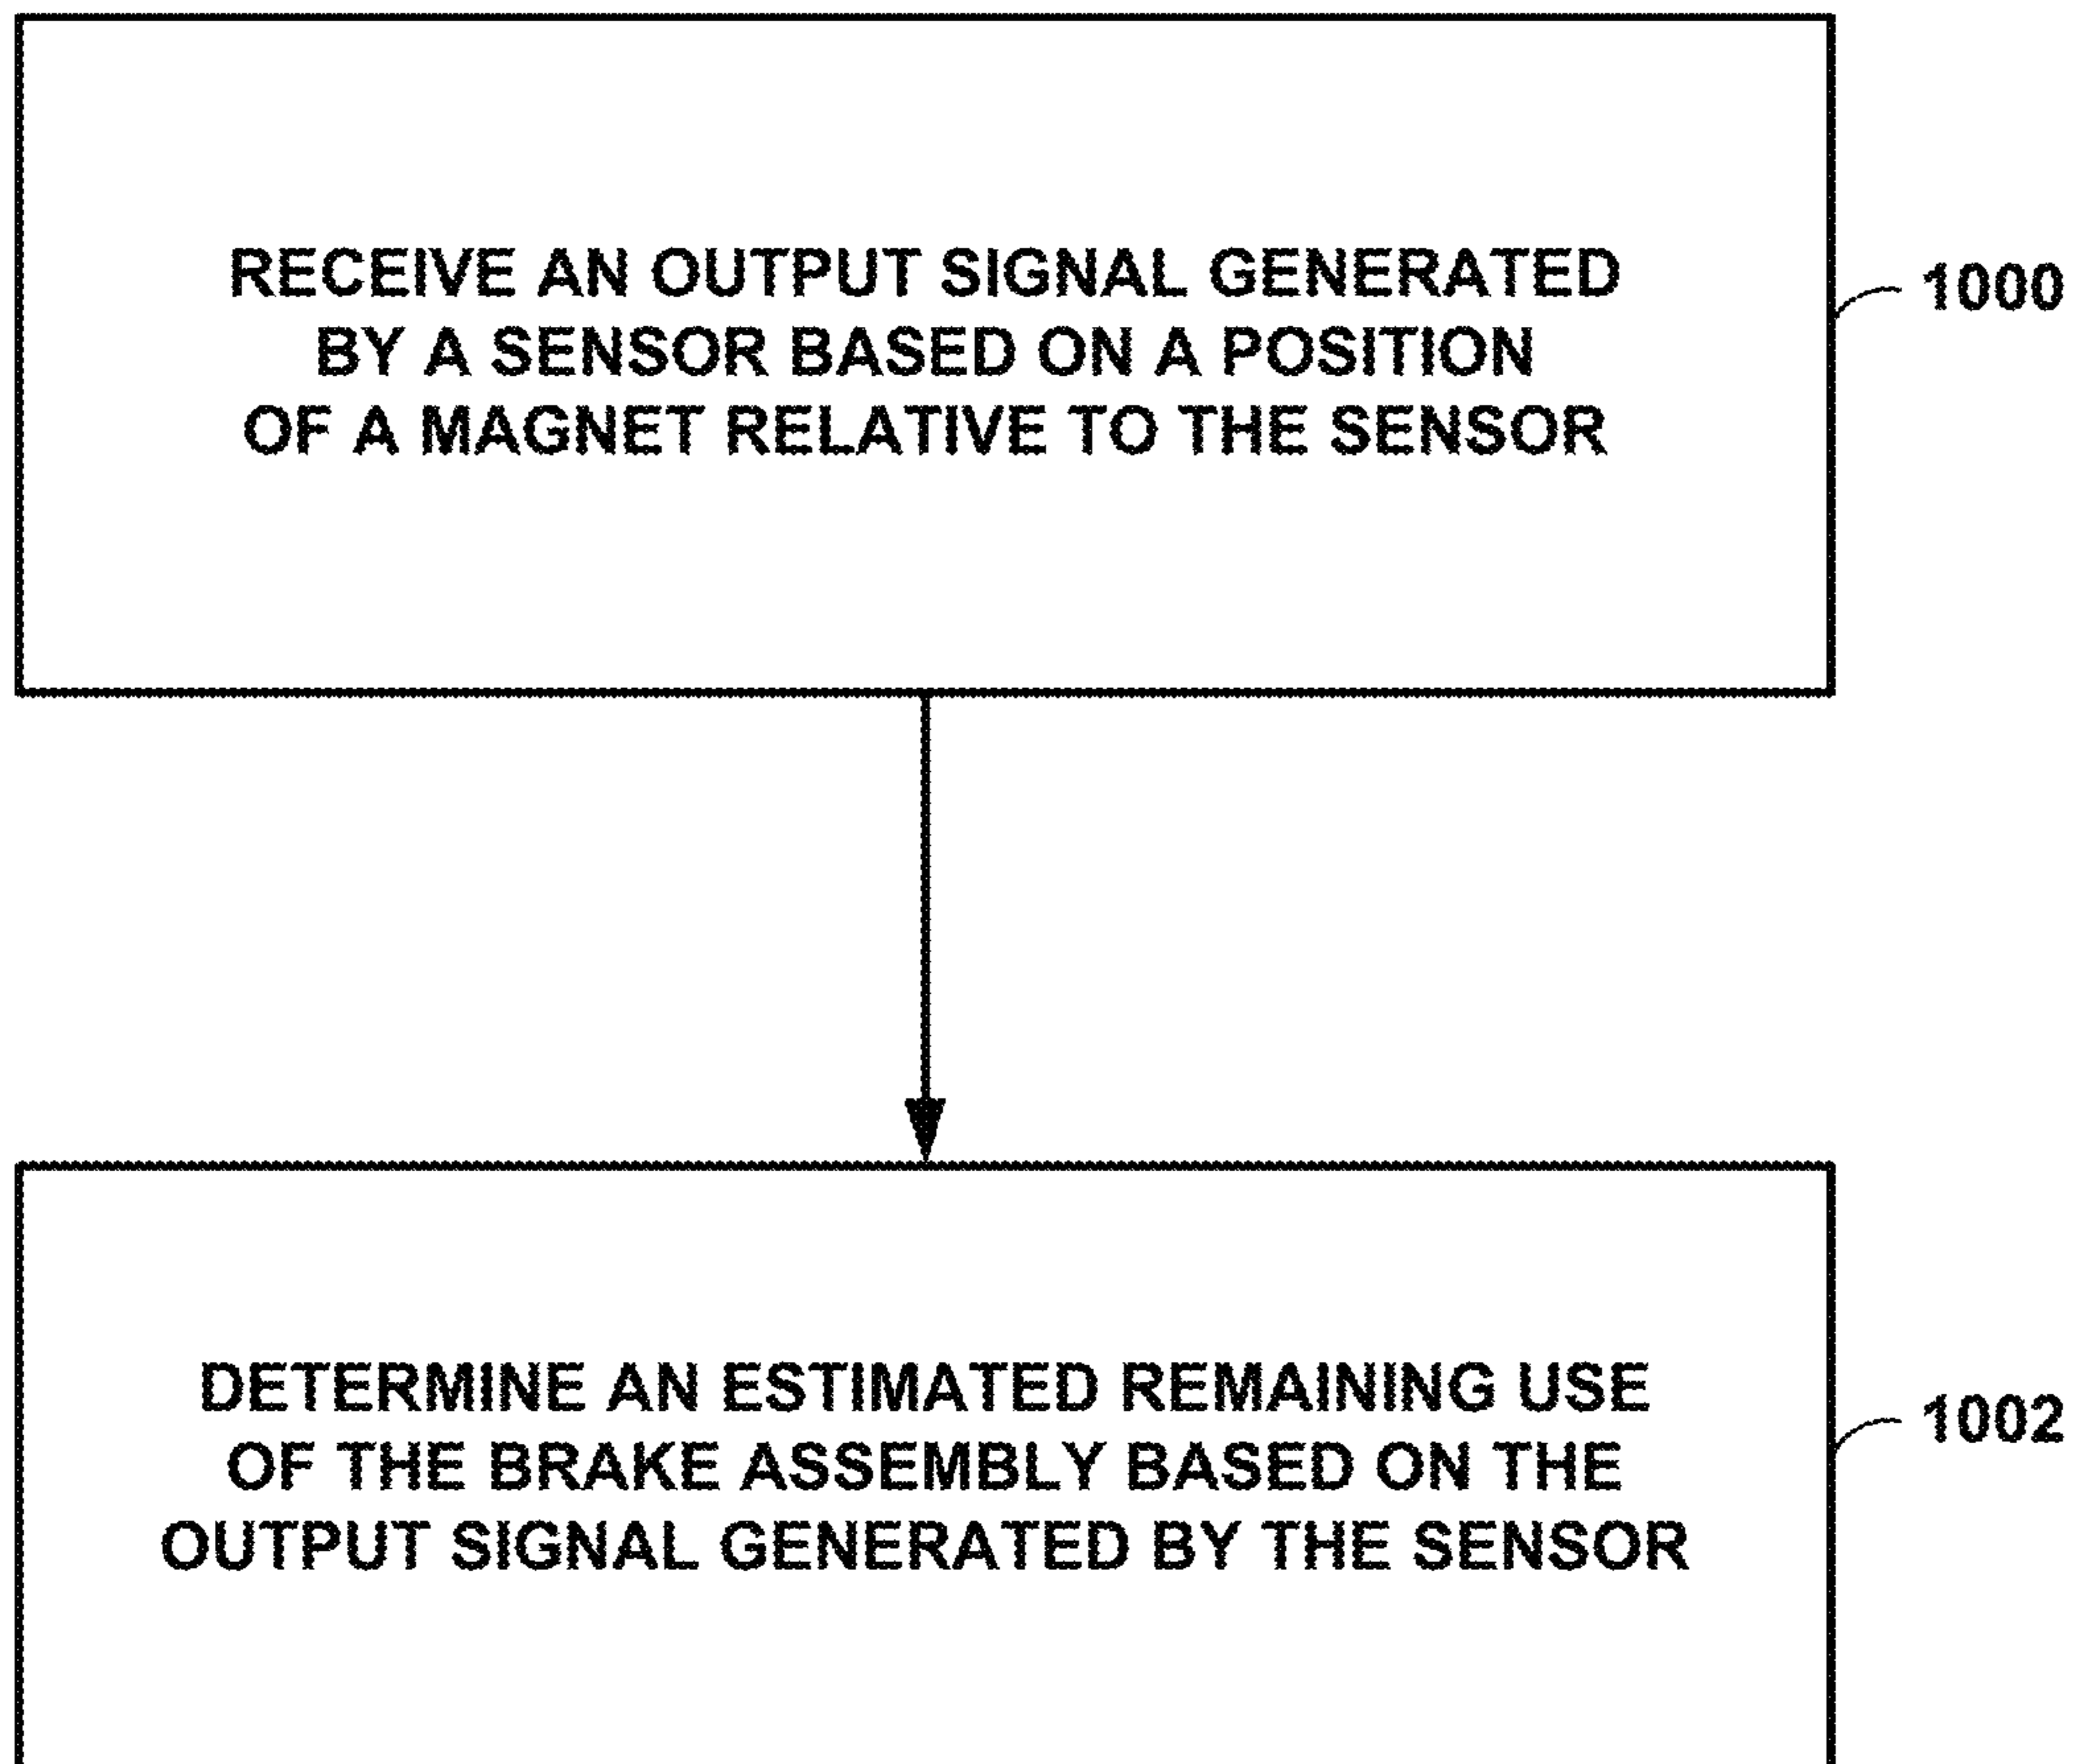 RECEIVE AN OUTPUT SIGNAL GENERATED
BY A SENSOR BASED ON A POSITION
OF A MAGNET RELATIVE TO THE SENSOR
1000
DETERMINE AN ESTIMATED REMAINING USE
OF THE BRAKE ASSEMBLY BASED ON THE
OUTPUT SIGNAL GENERATED BY THE SENSOR
1002